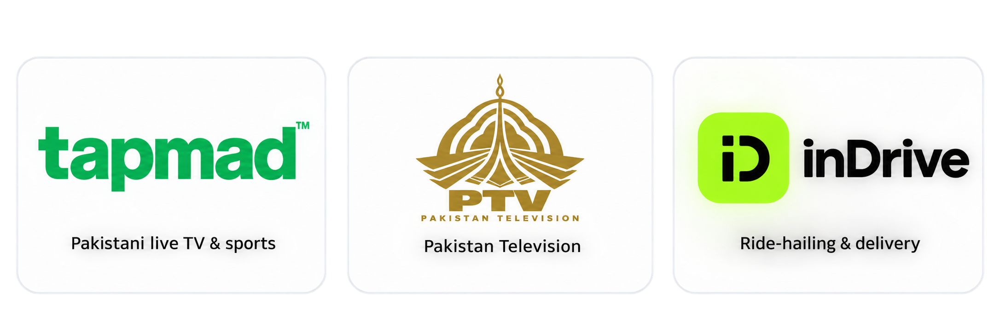 tapmad™
Pakistani live TV & sports
PTV
PAKISTAN TELEVISION
Pakistan Television
iD inDrive
Ride-hailing & delivery